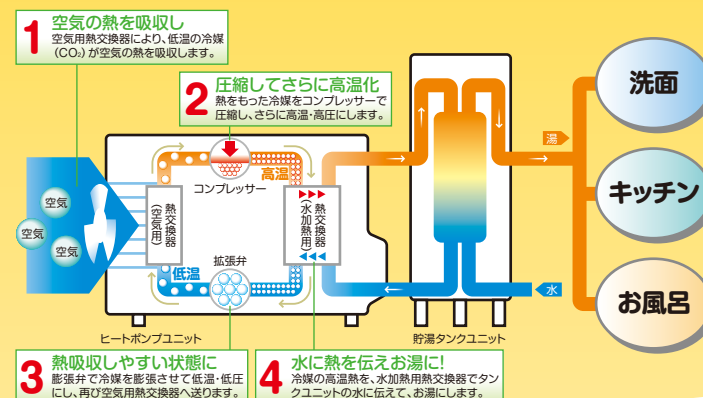 1 空気の熱を吸収し
空気用熱交換器により、低温の冷媒
(CO₂)が空気の熱を吸収します。
2 圧縮してさらに高温化
熱をもった冷媒をコンプレッサーで
圧縮し、さらに高温・高圧にします。
洗面
キッチン
お風呂
湯
水
空気
空気
空気
熱交換器
(空気用)
コンプレッサー
高温
熱交換器
(水加熱用)
拡張弁
低温
ヒートポンプユニット
貯湯タンクユニット
3 熱吸収しやすい状態に
膨張弁で冷媒を膨張させて低温・低圧
にし、再び空気用熱交換器へ送ります。
4 水に熱を伝えお湯に!
冷媒の高温熱を、水加熱用熱交換器でタン
クユニットの水に伝えて、お湯にします。